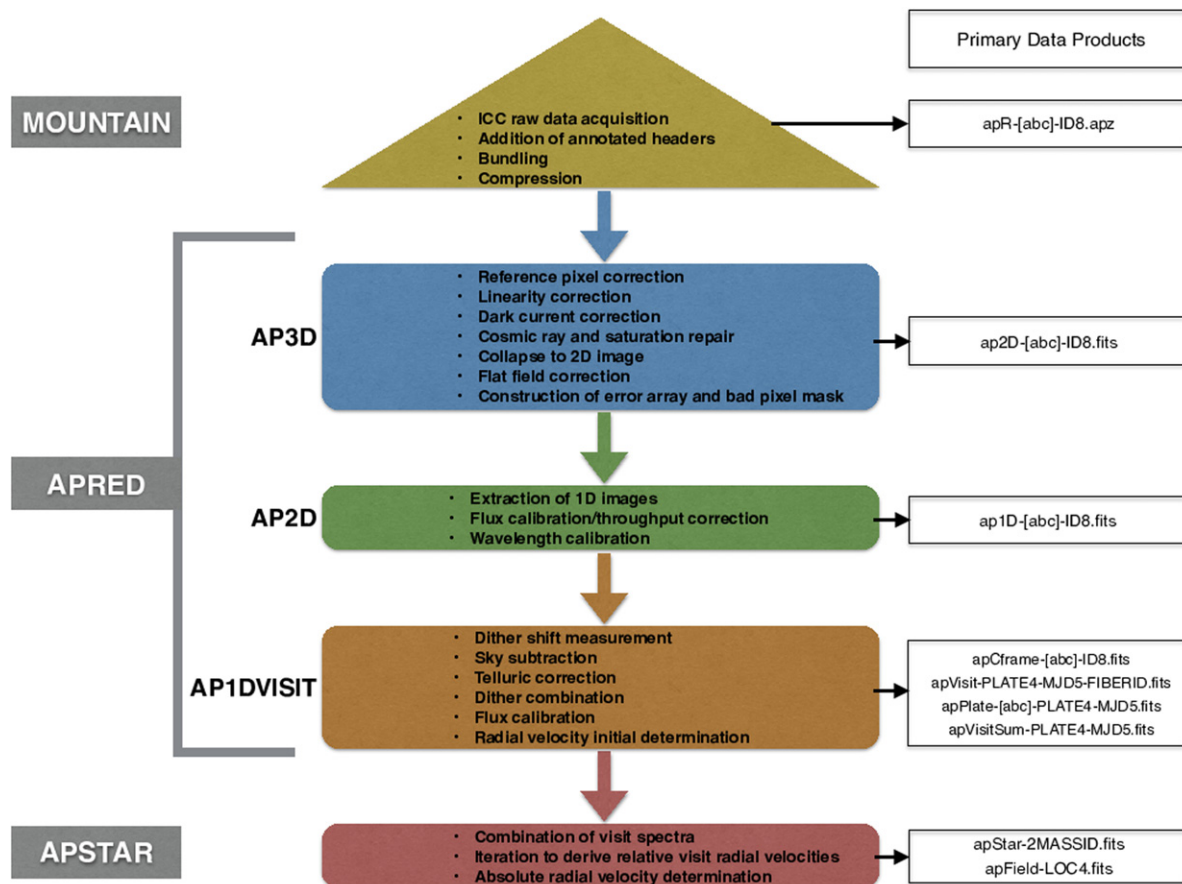 Primary Data Products
MOUNTAIN
• ICC raw data acquisition
• Addition of annotated headers
• Bundling
• Compression
apR-[abc]-ID8.apz
APRED
AP3D
• Reference pixel correction
• Linearity correction
• Dark current correction
• Cosmic ray and saturation repair
• Collapse to 2D image
• Flat field correction
• Construction of error array and bad pixel mask
ap2D-[abc]-ID8.fits
AP2D
• Extraction of 1D images
• Flux calibration/throughput correction
• Wavelength calibration
ap1D-[abc]-ID8.fits
AP1DVISIT
• Dither shift measurement
• Sky subtraction
• Telluric correction
• Dither combination
• Flux calibration
• Radial velocity initial determination
apCframe-[abc]-ID8.fits
apVisit-PLATE4-MJD5-FIBERID.fits
apPlate-[abc]-PLATE4-MJD5.fits
apVisitSum-PLATE4-MJD5.fits
APSTAR
• Combination of visit spectra
• Iteration to derive relative visit radial velocities
• Absolute radial velocity determination
apStar-2MASSID.fits
apField-LOC4.fits